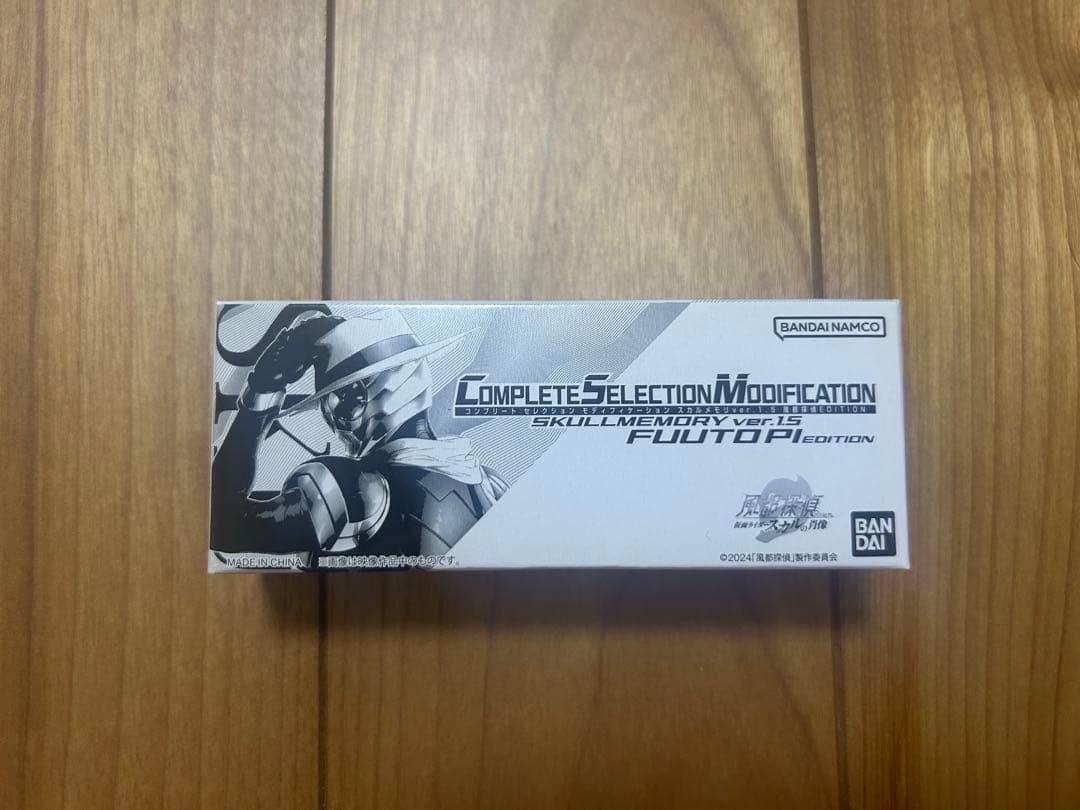 BANDAI NAMCO
COMPLETE SELECTION MODIFICATION
コンプリート セレクション モディフィケーション スカルメモリver.1.5 風都探偵EDITION
SKULLMEMORY ver.1.5
FUUTO PI EDITION
風都探偵
仮面ライダースカルの肖像
BAN
DAI
MADE IN CHINA ※画像は映像作品中のものです。
©2024「風都探偵」製作委員会